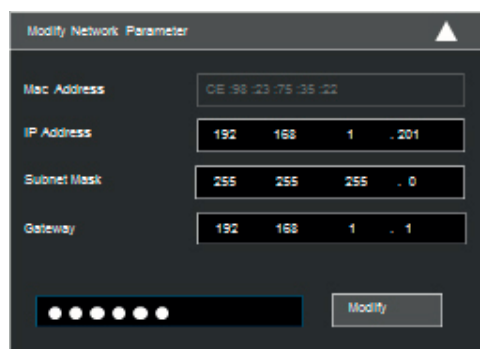 Modify Network Parameter
Mac Address CE :98 :23 :75 :35 :22
IP Address 192 168 1 . 201
Subnet Mask 255 255 255 . 0
Gateway 192 168 1 . 1
●●●●●● Modify